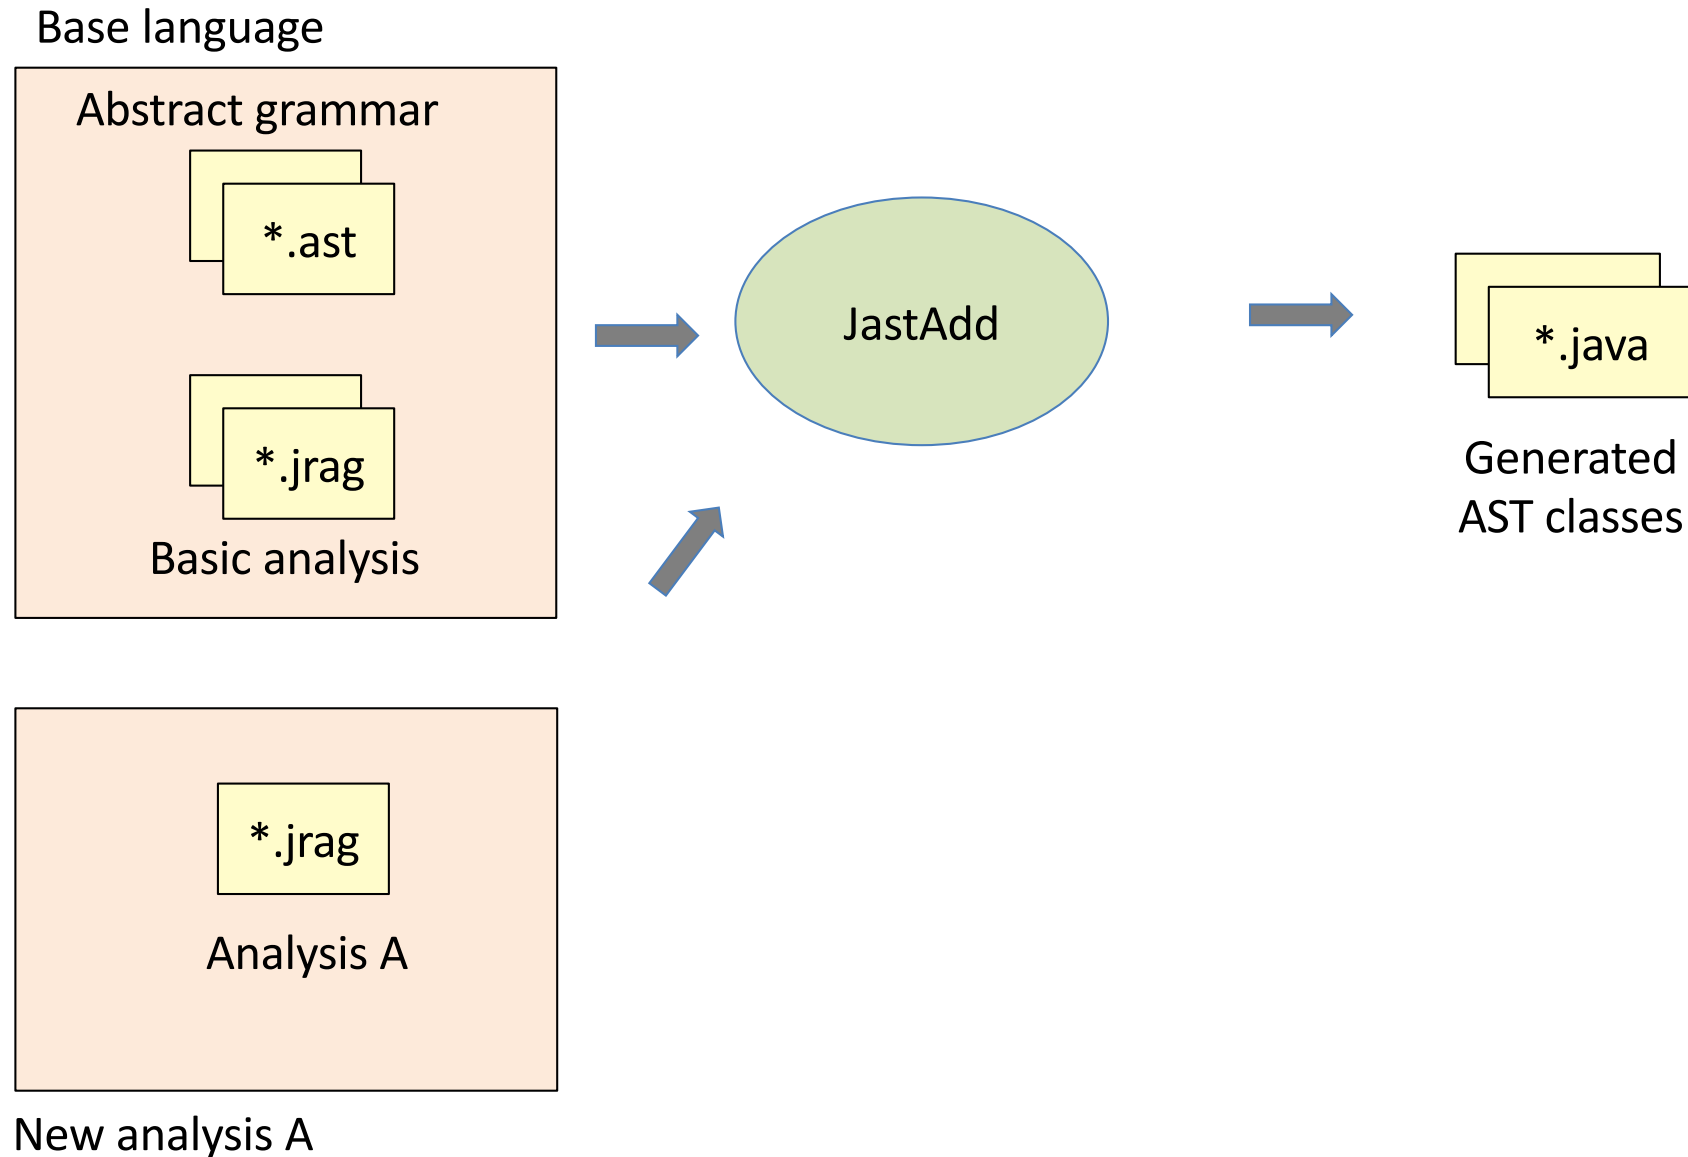 Base language
Abstract grammar
*.ast
*.jrag
Basic analysis
JastAdd
*.java
Generated
AST classes
*.jrag
Analysis A
New analysis A